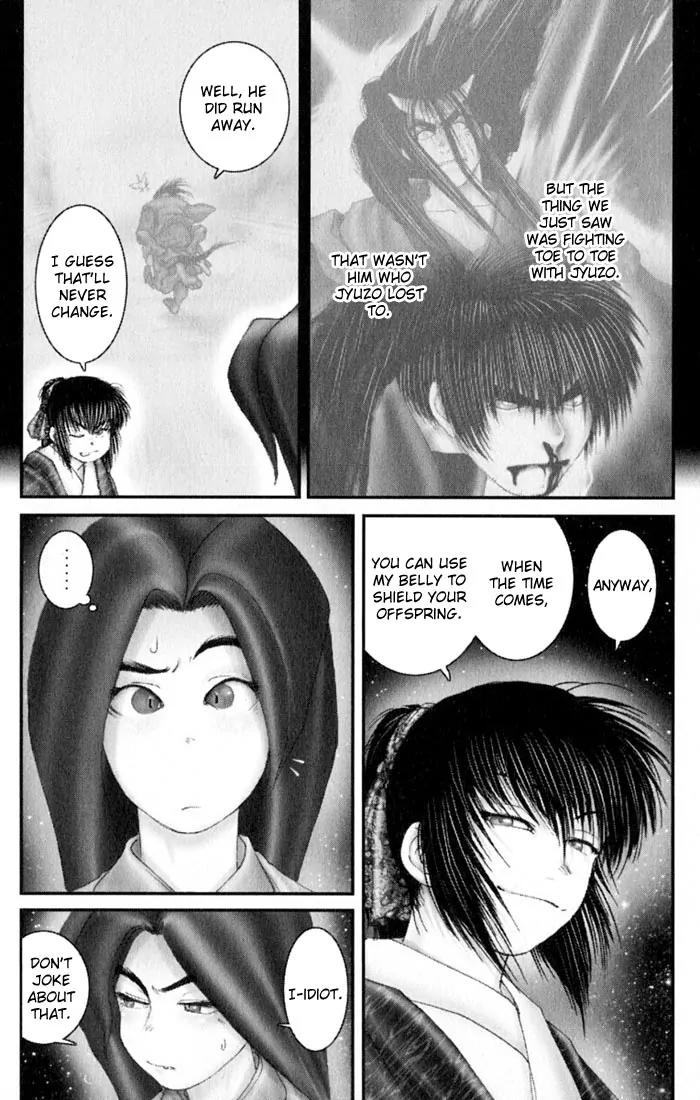 BUT THE
THING WE
JUST SAW
WAS FIGHTING
TOE TO TOE
WITH JYUZO.
THAT WASN'T
HIM WHO
JYUZO LOST
TO.
WELL, HE
DID RUN
AWAY.
I GUESS
THAT'LL
NEVER
CHANGE.
ANYWAY,
WHEN
THE TIME
COMES,
YOU CAN USE
MY BELLY TO
SHIELD YOUR
OFFSPRING.
......
I-IDIOT.
DON'T
JOKE
ABOUT
THAT.